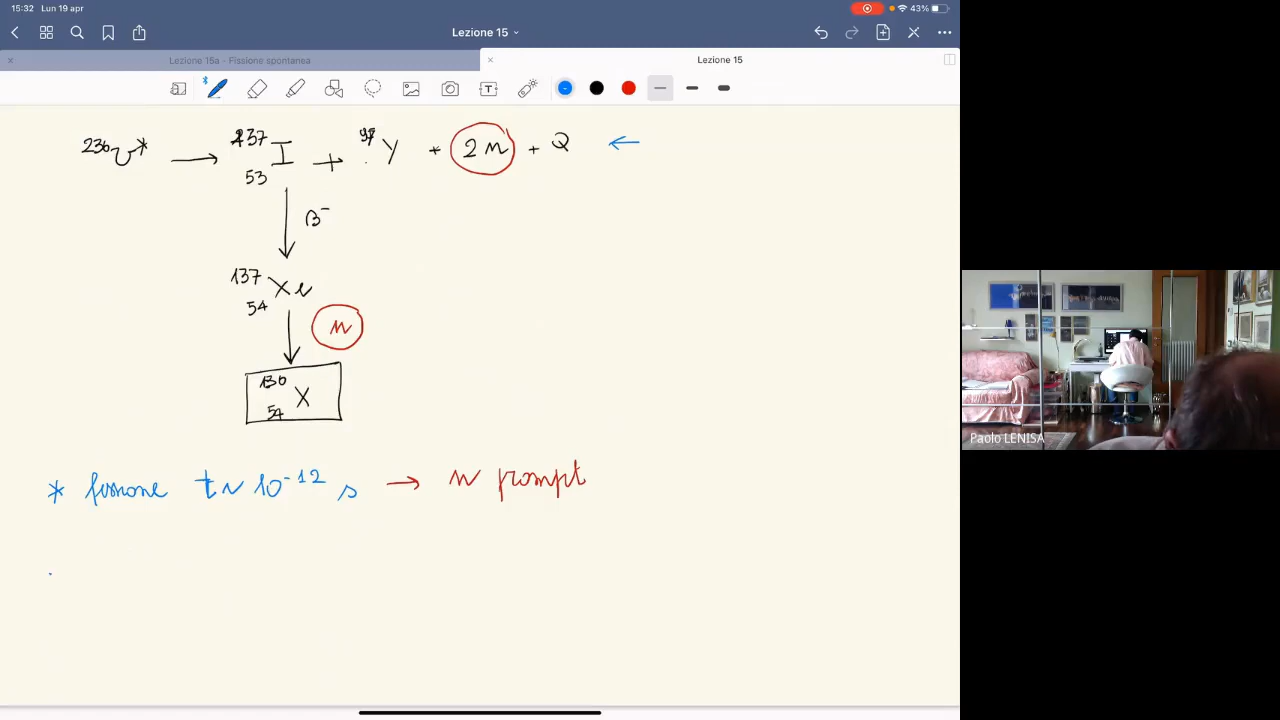 15:32 Lun 19 apr
43%
Lezione 15
Lezione 15a - Fissione spontanea
Lezione 15
236 U* → 137 53 I + 97 Y + 2 n + Q ←
β⁻
137 54 Xe
n
136 54 X
* fissione t ~ 10⁻¹² s → n prompt
Paolo LENISA